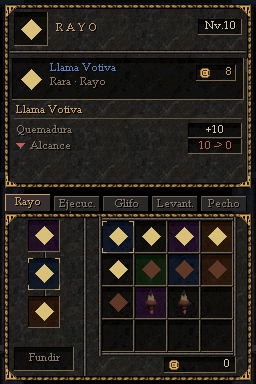 RAYO
Nv.10
Llama Votiva
8
Rara · Rayo
Llama Votiva
Quemadura +10
Alcance 10 -> 0
Rayo Ejecuc. Glifo Levant. Pecho
Fundir
0